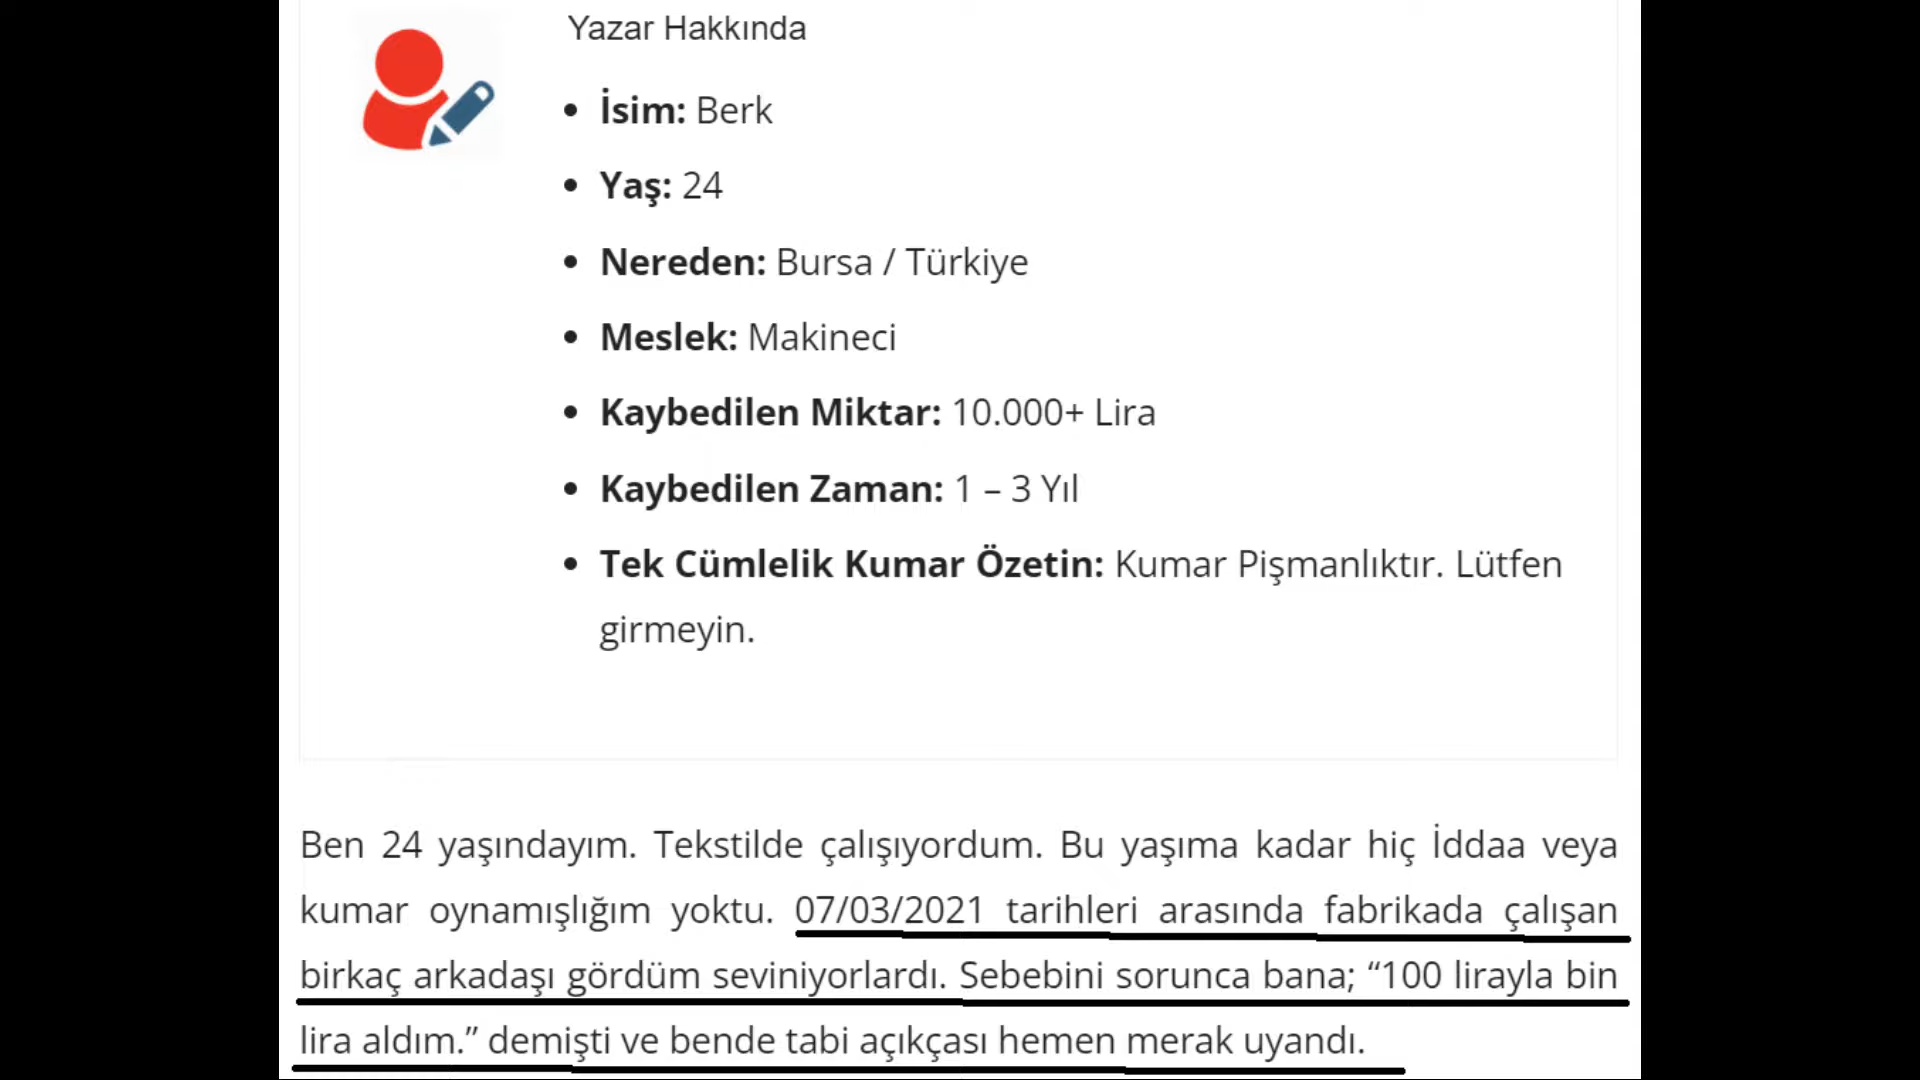 Yazar Hakkında
• İsim: Berk
• Yaş: 24
• Nereden: Bursa / Türkiye
• Meslek: Makineci
• Kaybedilen Miktar: 10.000+ Lira
• Kaybedilen Zaman: 1 – 3 Yıl
• Tek Cümlelik Kumar Özetin: Kumar Pişmanlıktır. Lütfen
girmeyin.
Ben 24 yaşındayım. Tekstilde çalışıyordum. Bu yaşıma kadar hiç İddaa veya
kumar oynamışlığım yoktu. 07/03/2021 tarihleri arasında fabrikada çalışan
birkaç arkadaşı gördüm seviniyorlardı. Sebebini sorunca bana; “100 lirayla bin
lira aldım.” demişti ve bende tabi açıkçası hemen merak uyandı.